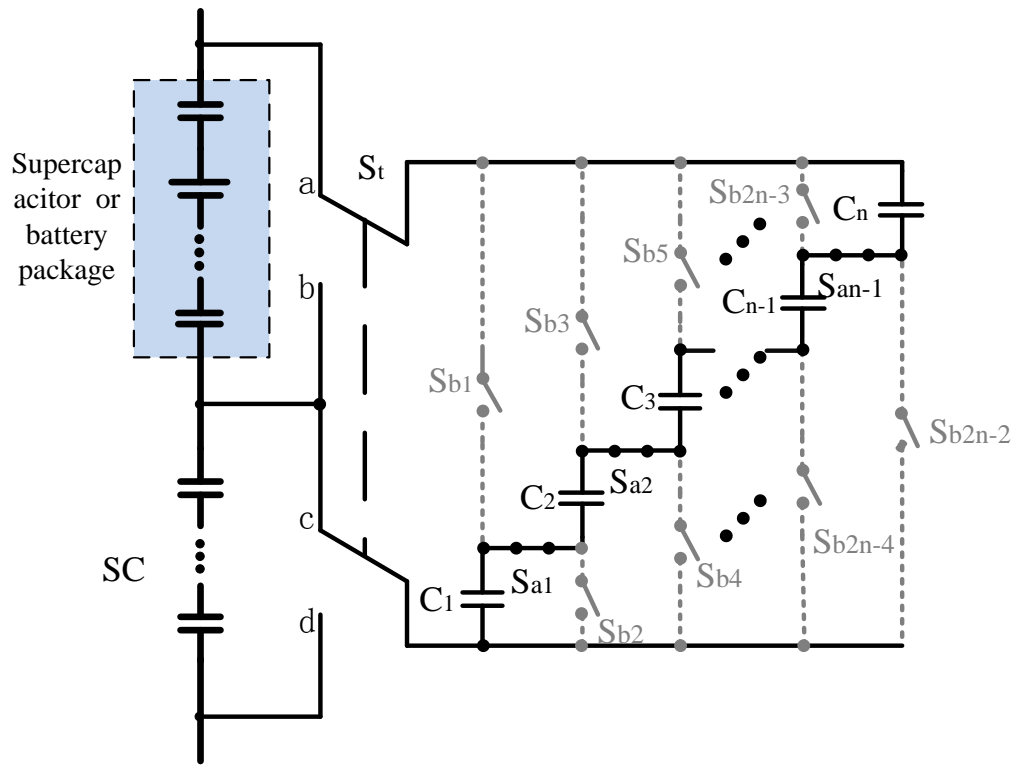 Supercap
acitor or
battery
package
St
a
b
c
d
SC
Sb1
Sb3
Sb5
Sb2n-3
Cn
San-1
Cn-1
C3
Sb2n-2
C2
Sa2
Sb2n-4
Sb4
C1
Sa1
Sb2